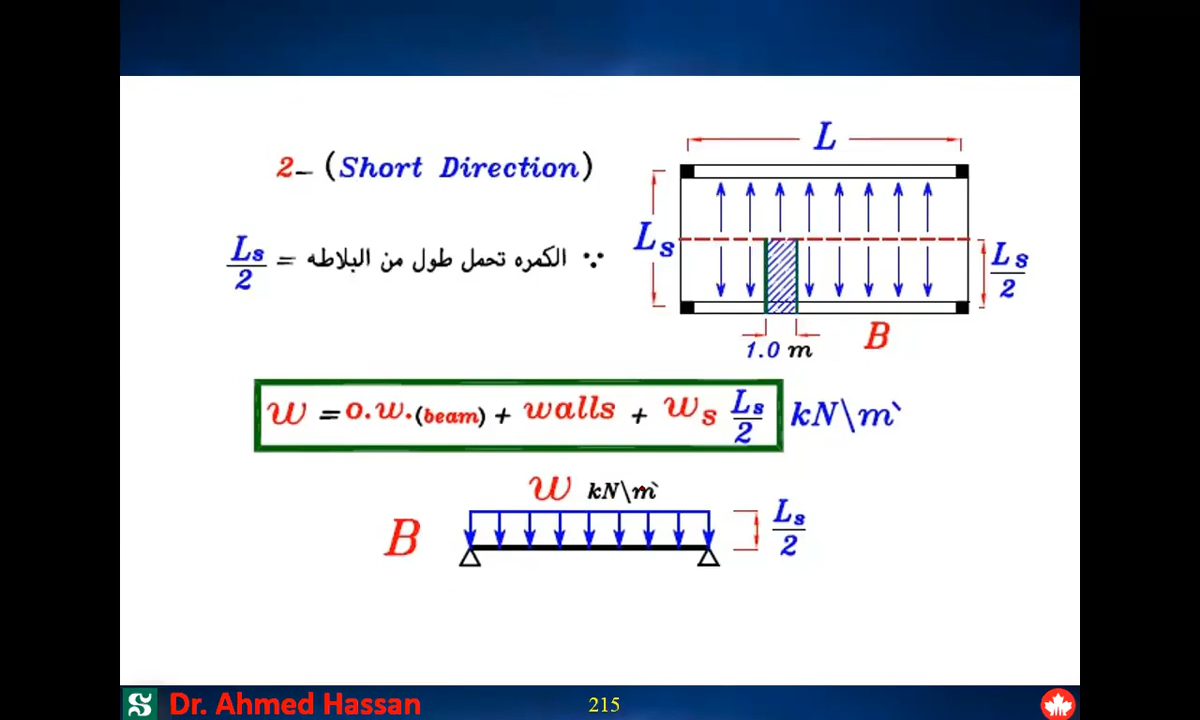 L
2- (Short Direction)
Ls
∵ الكمره تحمل طول من البلاطه = Ls/2
Ls/2
B
1.0 m
w = o.w.(beam) + walls + ws Ls/2 kN\m`
w kN\m`
B
Ls/2
Dr. Ahmed Hassan
215